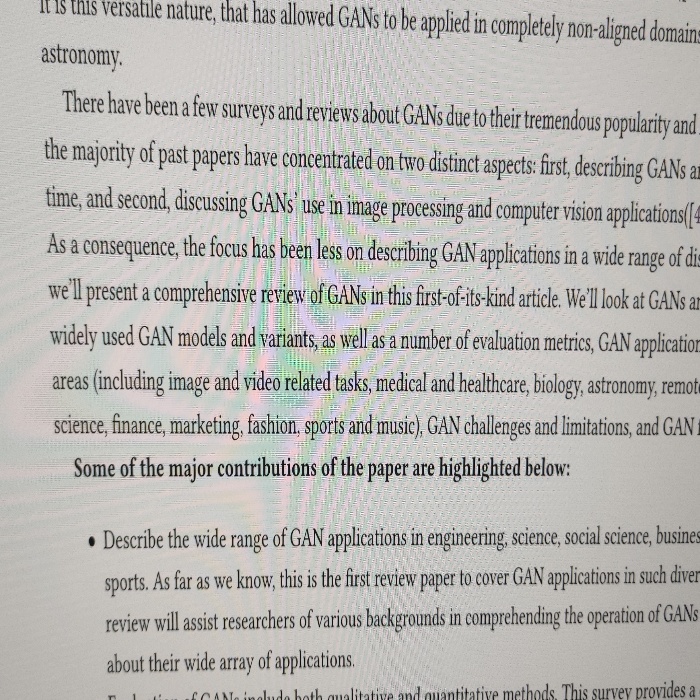 It is this versatile nature, that has allowed GANs to be applied in completely non-aligned domains
astronomy.
There have been a few surveys and reviews about GANs due to their tremendous popularity and
the majority of past papers have concentrated on two distinct aspects: first, describing GANs
time, and second, discussing GANs' use in image processing and computer vision applications([4
As a consequence, the focus has been less on describing GAN applications in a wide range of
we'll present a comprehensive review of GANs in this first-of-its-kind article. We'll look at GANs
widely used GAN models and variants, as well as a number of evaluation metrics, GAN
areas (including image and video related tasks, medical and healthcare, biology, astronomy,
science, finance, marketing, fashion, sports and music), GAN challenges and limitations, and GAN
Some of the major contributions of the paper are highlighted below:
• Describe the wide range of GAN applications in engineering, science, social science,
sports. As far as we know, this is the first review paper to cover GAN applications in such
review will assist researchers of various backgrounds in comprehending the operation of GANs
about their wide array of applications.
of GANs include both qualitative and quantitative methods. This survey provides a